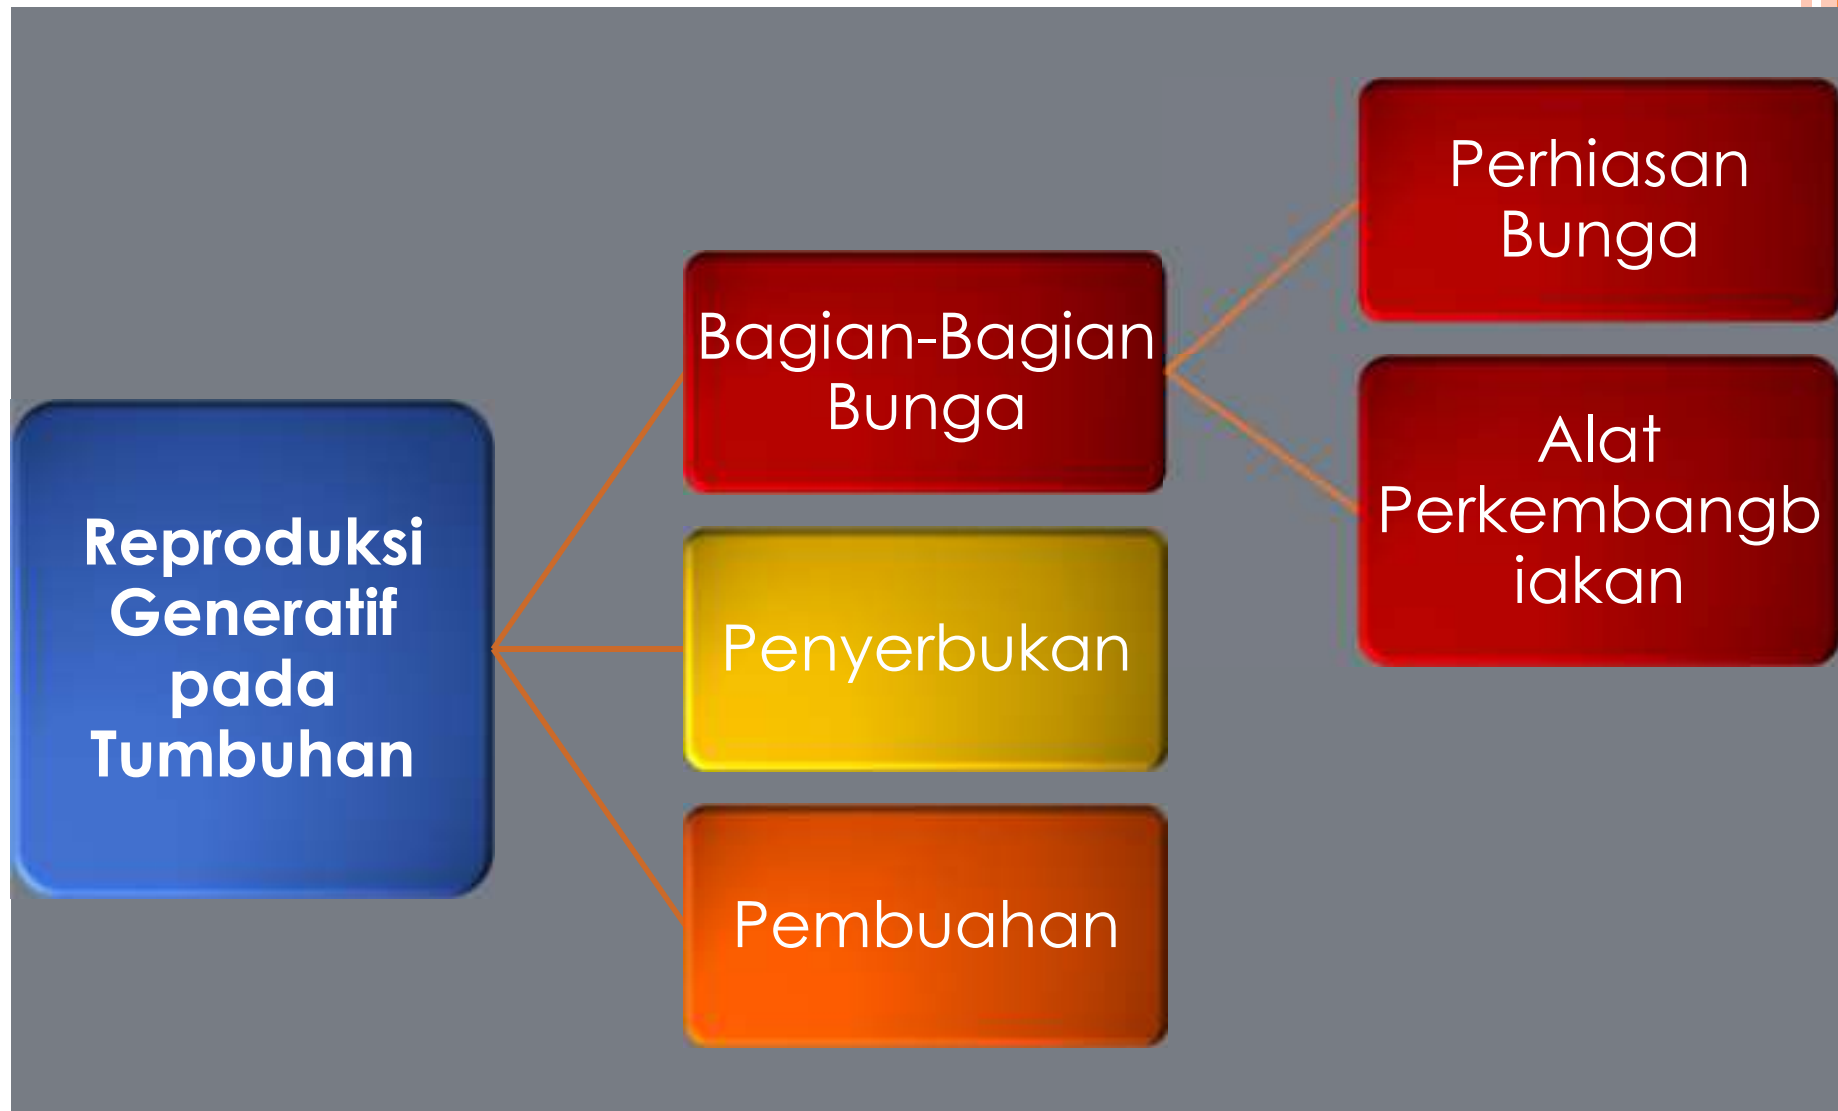 Reproduksi
Generatif
pada
Tumbuhan
Bagian-Bagian
Bunga
Perhiasan
Bunga
Alat
Perkembangb
iakan
Penyerbukan
Pembuahan